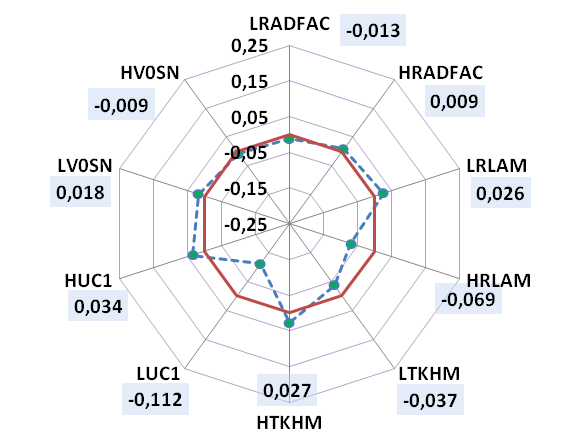 LRADFAC
-0,013
0,25
0,15
0,05
-0,05
-0,15
-0,25
HRADFAC
0,009
LRLAM
0,026
HRLAM
-0,069
LTKHM
-0,037
0,027
HTKHM
LUC1
-0,112
HUC1
0,034
LV0SN
0,018
HV0SN
-0,009